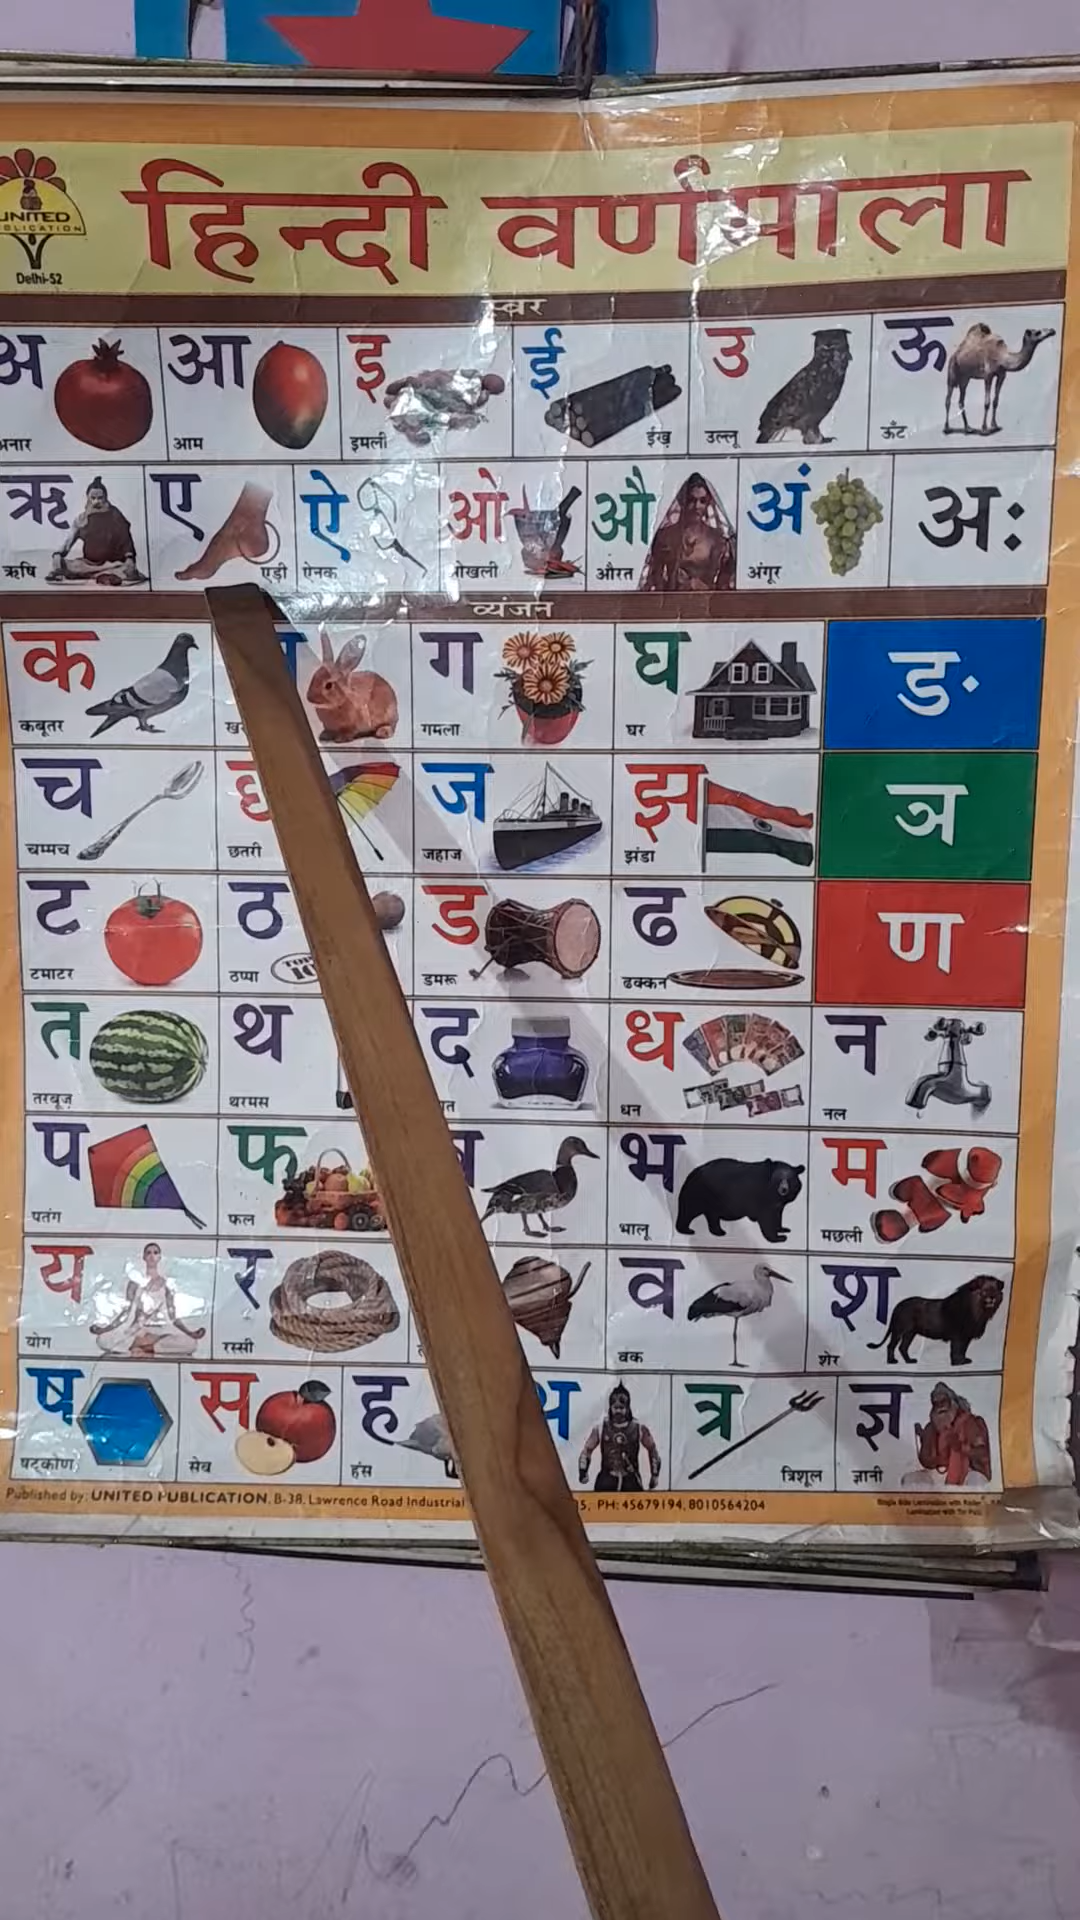 UNITED
Delhi-52
हिन्दी वर्णमाला
स्वर
अ आ इ ई उ ऊ
आम इमली ईख़ उल्लू ऊँट
ऋ ए ऐ ओ औ अं अः
ऋषि एड़ी ऐनक औरत अंगूर
व्यंजन
क ग घ ङ
कबूतर गमला घर
च छ ज झ ञ
चम्मच छतरी जहाज झंडा
ट ठ ड ढ ण
टमाटर ठप्पा डमरू ढक्कन
त थ द ध न
तरबूज़ थरमस धन नल
प फ भ म
पतंग फल भालू मछली
य र व श
योग रस्सी वक शेर
ष स ह त्र ज्ञ
षट्कोण सेव हंस त्रिशूल ज्ञानी
Published by: UNITED PUBLICATION, B-38, Lawrence Road Industrial PH: 45679194, 8010564204